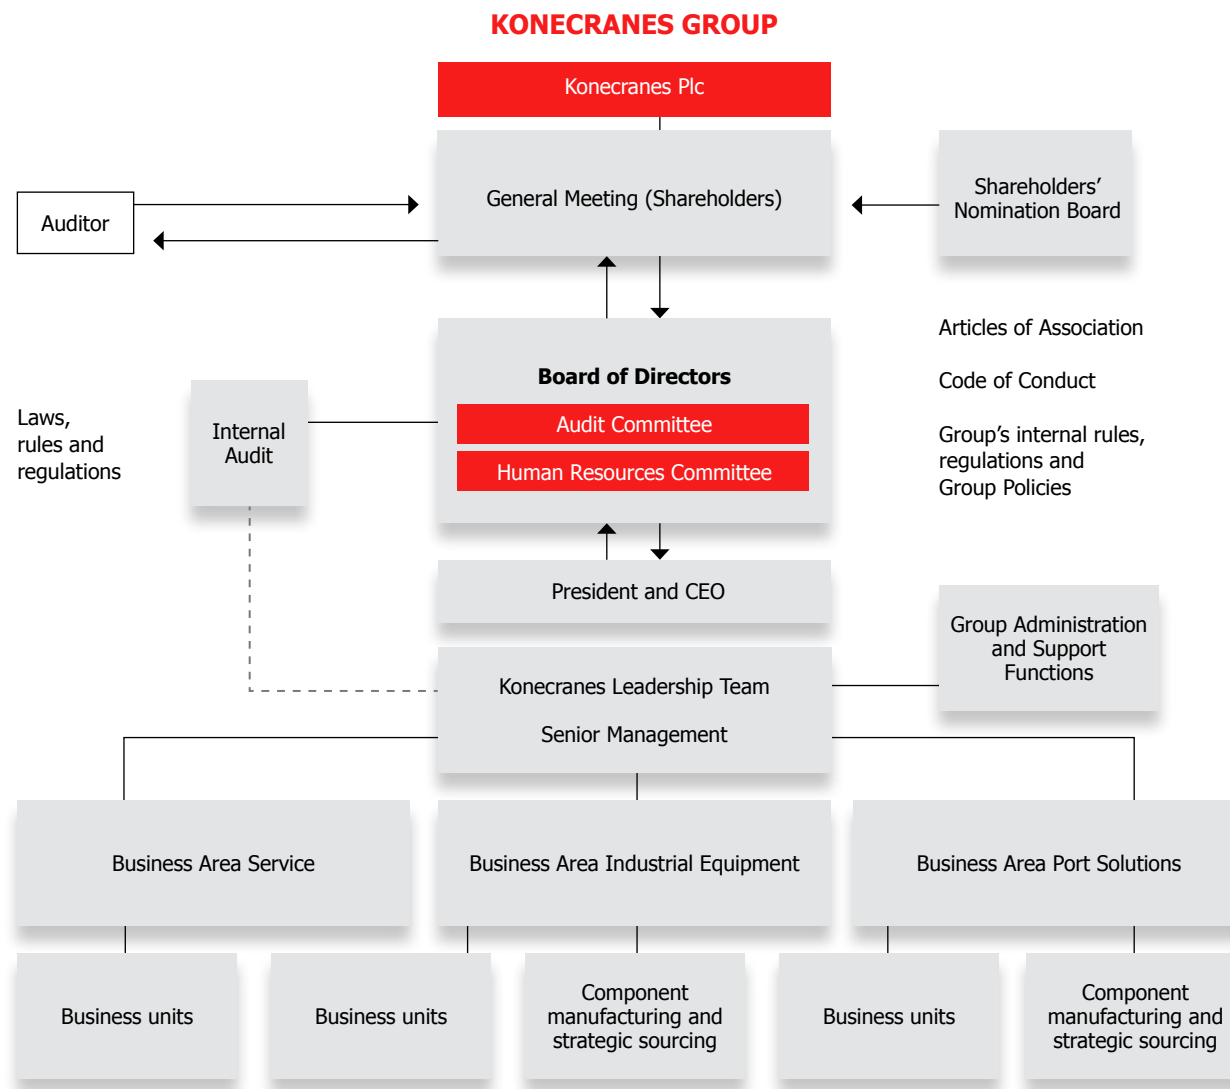 KONECRANES GROUP
Konecranes Plc
General Meeting (Shareholders)
Shareholders’
Nomination Board
Auditor
Articles of Association
Code of Conduct
Group’s internal rules,
regulations and
Group Policies
Board of Directors
Audit Committee
Human Resources Committee
Internal
Audit
Laws,
rules and
regulations
President and CEO
Group Administration
and Support
Functions
Konecranes Leadership Team
Senior Management
Business Area Service
Business Area Industrial Equipment
Business Area Port Solutions
Business units
Business units
Component
manufacturing and
strategic sourcing
Business units
Component
manufacturing and
strategic sourcing